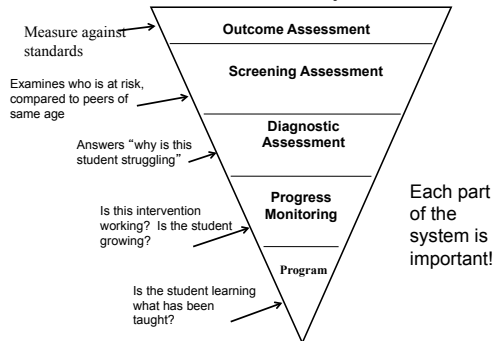 Measure against
standards
Outcome Assessment
Screening Assessment
Examines who is at risk,
compared to peers of
same age
Diagnostic
Assessment
Answers “why is this
student struggling”
Progress
Monitoring
Is this intervention
working? Is the student
growing?
Each part
of the
system is
important!
Program
Is the student learning
what has been
taught?